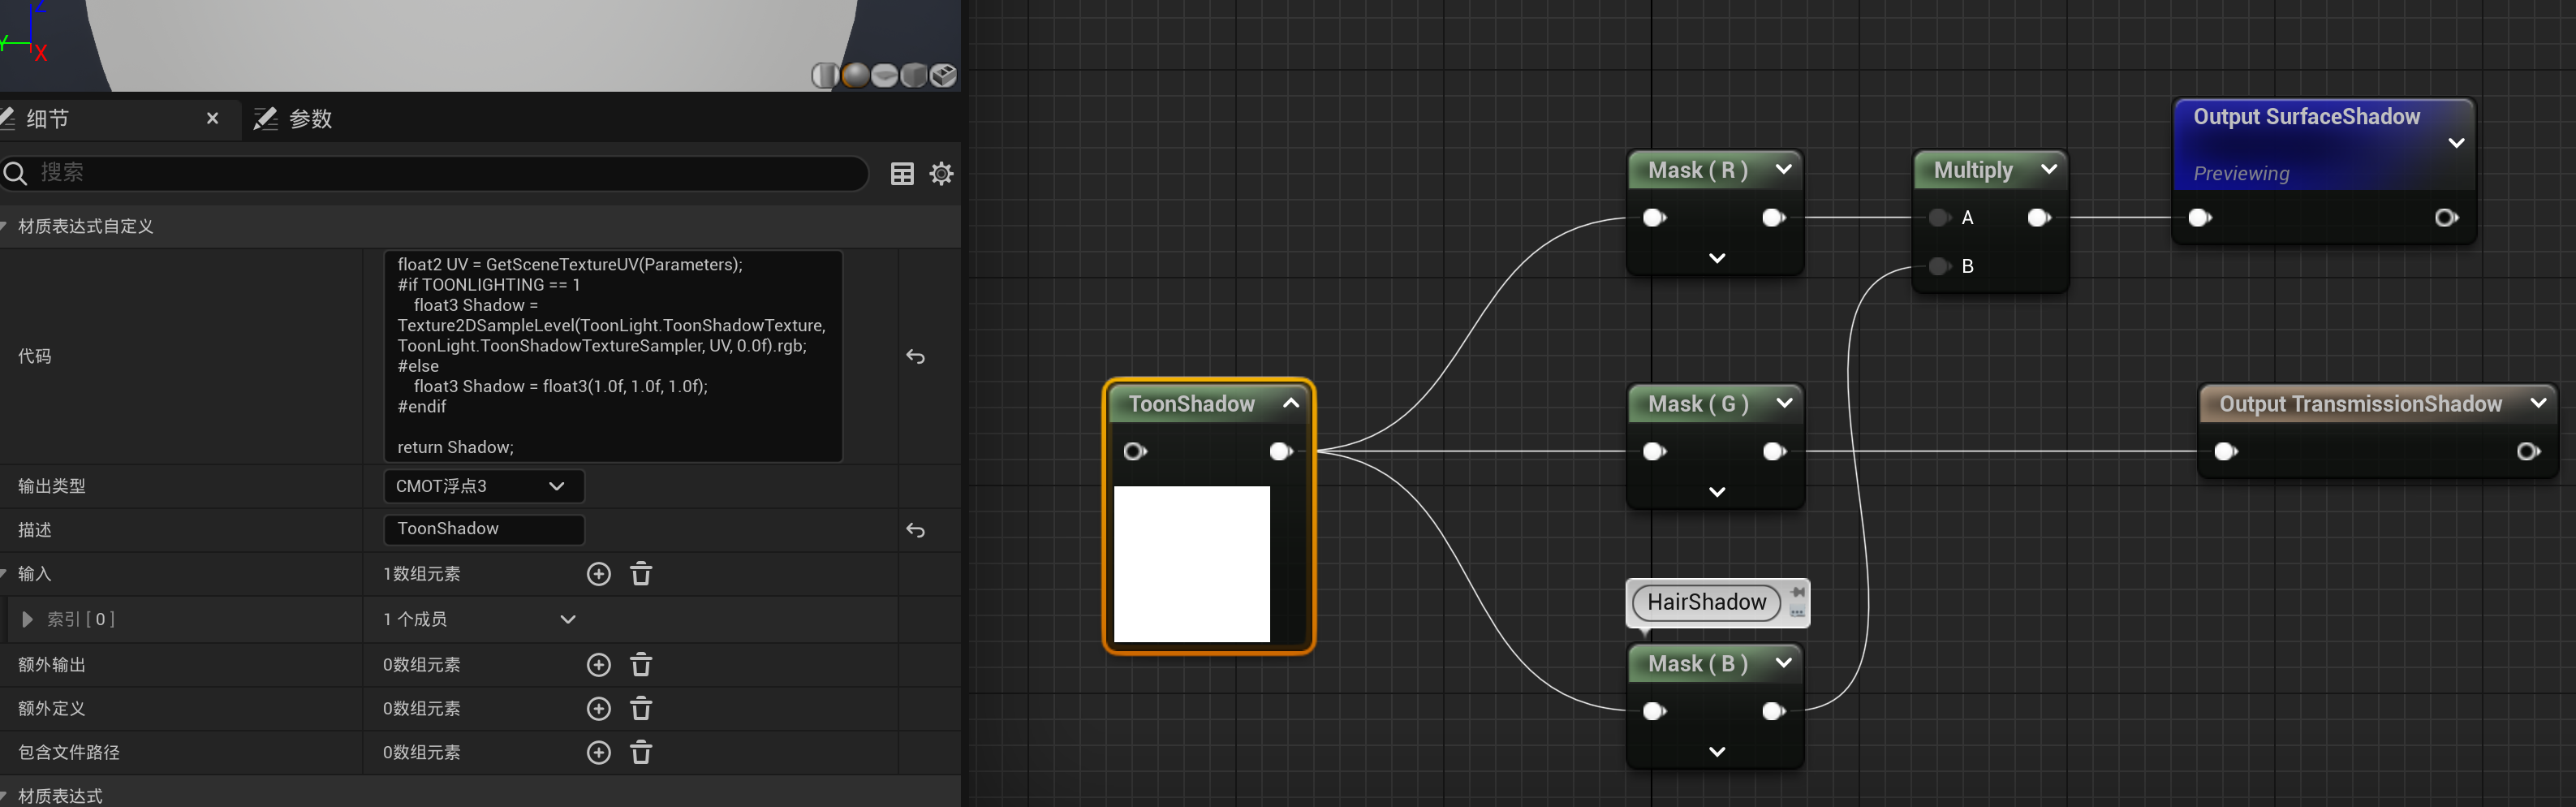 Z
Y
X
细节
参数
搜索
材质表达式自定义
代码
float2 UV = GetSceneTextureUV(Parameters);
#if TOONLIGHTING == 1
float3 Shadow =
Texture2DSampleLevel(ToonLight.ToonShadowTexture,
ToonLight.ToonShadowTextureSampler, UV, 0.0f).rgb;
#else
float3 Shadow = float3(1.0f, 1.0f, 1.0f);
#endif
return Shadow;
输出类型
CMOT浮点3
描述
ToonShadow
输入
1数组元素
索引 [ 0 ]
1 个成员
额外输出
0数组元素
额外定义
0数组元素
包含文件路径
0数组元素
材质表达式
ToonShadow
Mask ( R )
Multiply
A
B
Output SurfaceShadow
Previewing
Mask ( G )
Output TransmissionShadow
HairShadow
Mask ( B )